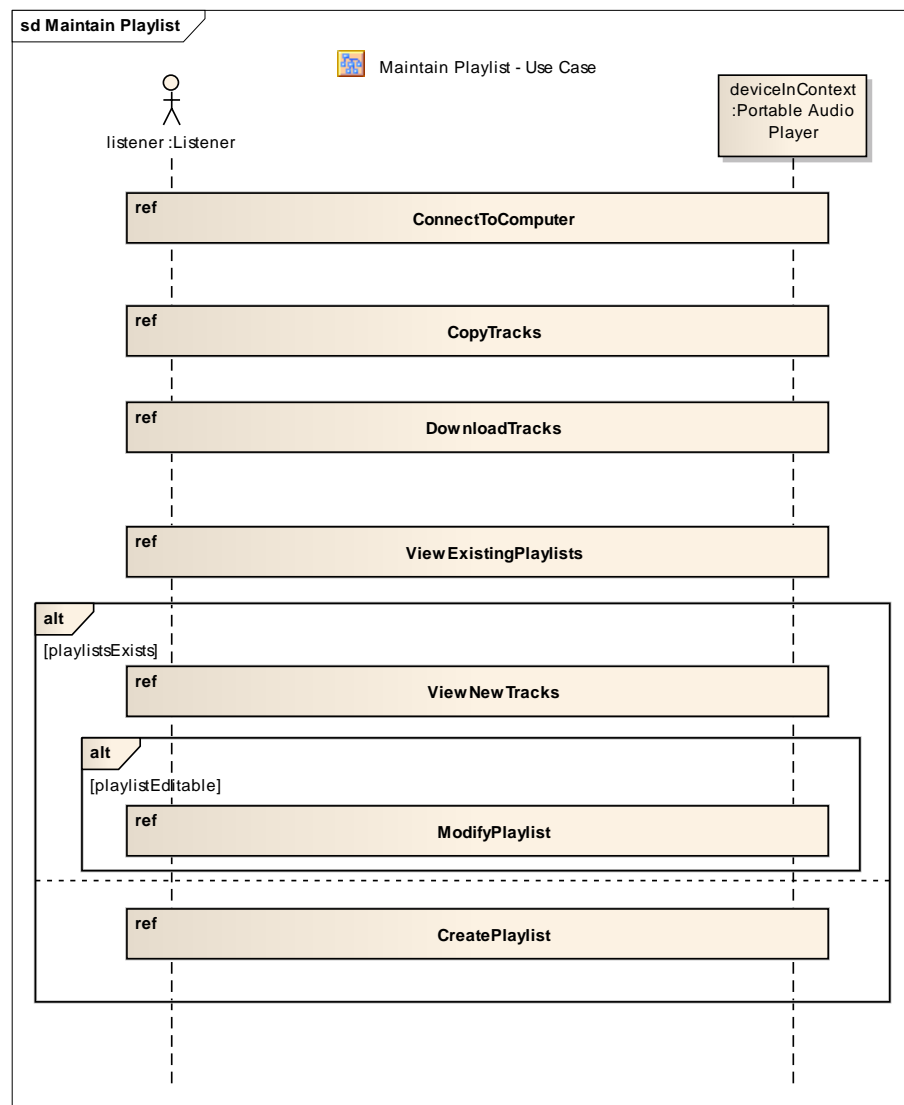 sd Maintain Playlist
Maintain Playlist - Use Case
listener :Listener
deviceInContext
:Portable Audio
Player
ref
ConnectToComputer
ref
CopyTracks
ref
DownloadTracks
ref
ViewExistingPlaylists
alt
[playlistsExists]
ref
ViewNewTracks
alt
[playlistEditable]
ref
ModifyPlaylist
ref
CreatePlaylist